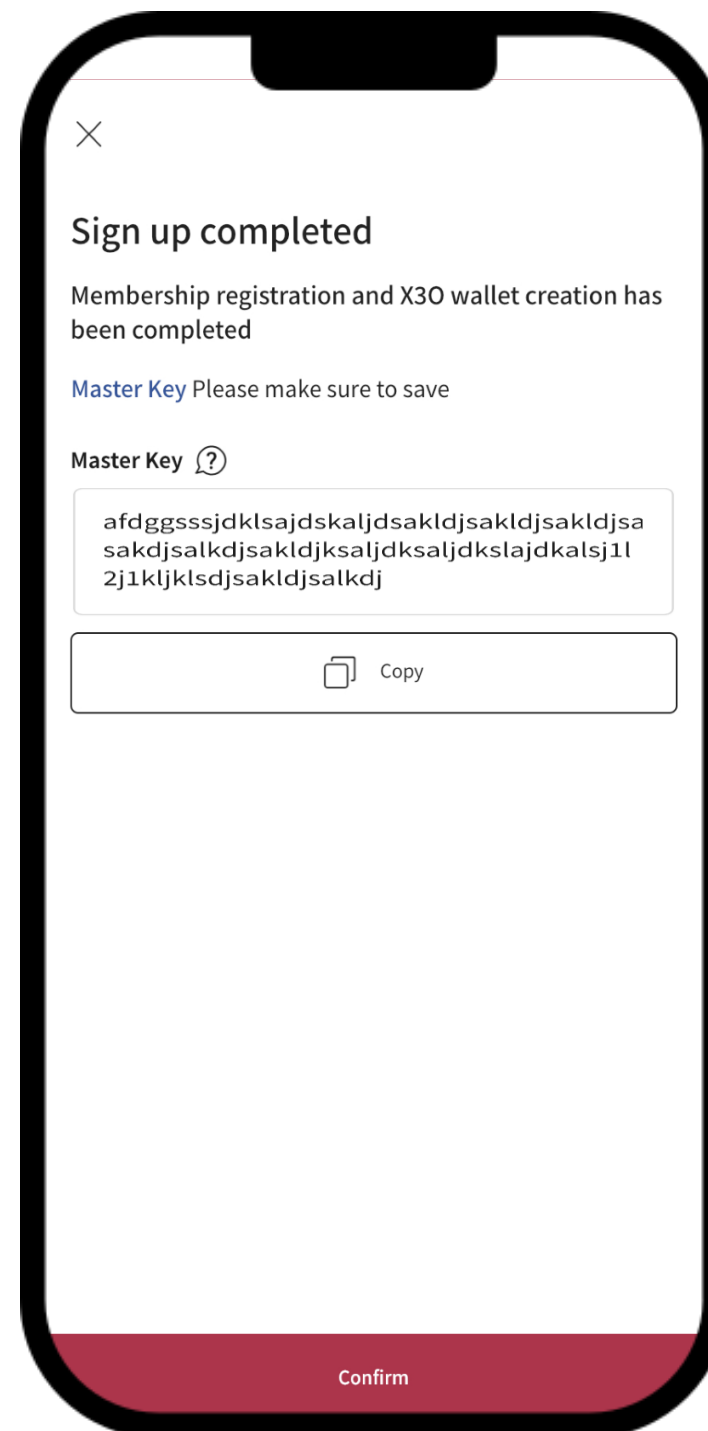 Sign up completed
Membership registration and X3O wallet creation has
been completed
Master Key Please make sure to save
Master Key ?
afdggsssjdklsajdskaljdsakldjsakldjsakldjsa
sakdjsalkdjsakldjksaljdksaljdkslajdkalsj1l
2j1kljklsdjsakldjsalkdj
Copy
Confirm